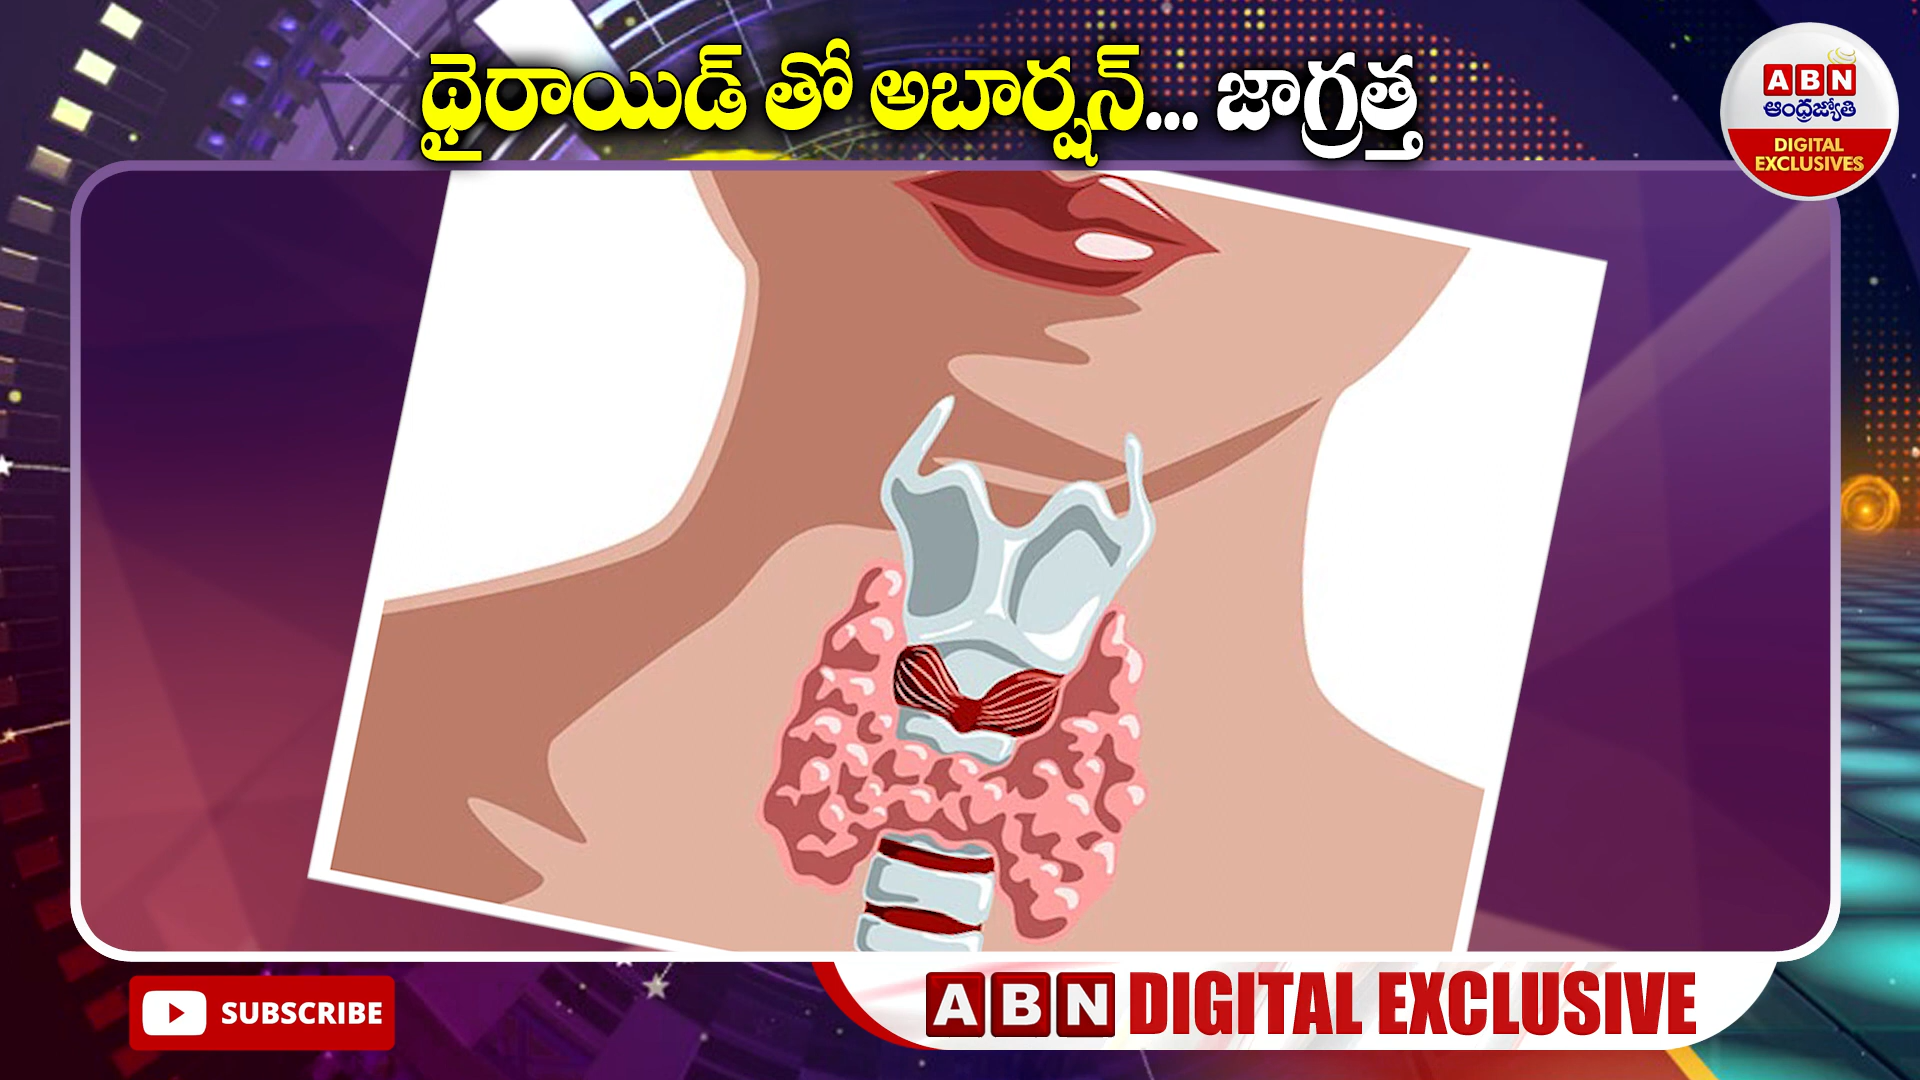 థైరాయిడ్ తో అబార్షన్... జాగ్రత్త
ABN
ఆంధ్రజ్యోతి
DIGITAL
EXCLUSIVES
SUBSCRIBE
ABN DIGITAL EXCLUSIVE